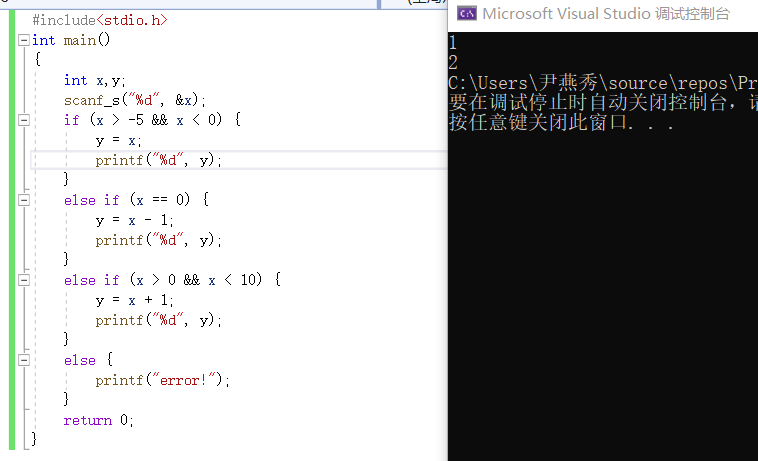 #include<stdio.h>
int main()
{
    int x,y;
    scanf_s("%d", &x);
    if (x > -5 && x < 0) {
        y = x;
        printf("%d", y);
    }
    else if (x == 0) {
        y = x - 1;
        printf("%d", y);
    }
    else if (x > 0 && x < 10) {
        y = x + 1;
        printf("%d", y);
    }
    else {
        printf("error!");
    }
    return 0;
}
Microsoft Visual Studio 调试控制台
1
2
C:\Users\尹燕秀\source\repos\Pr
要在调试停止时自动关闭控制台，请
按任意键关闭此窗口. . .